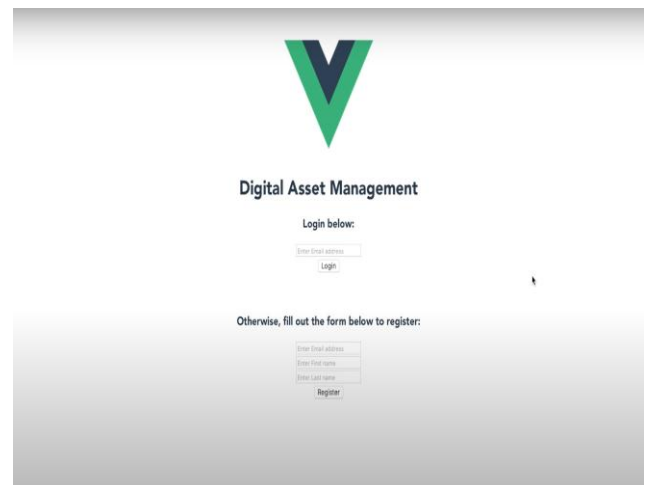 Digital Asset Management
Login below:
Enter Email address
Login
Otherwise, fill out the form below to register:
Enter Email address
Enter First name
Enter Last name
Register